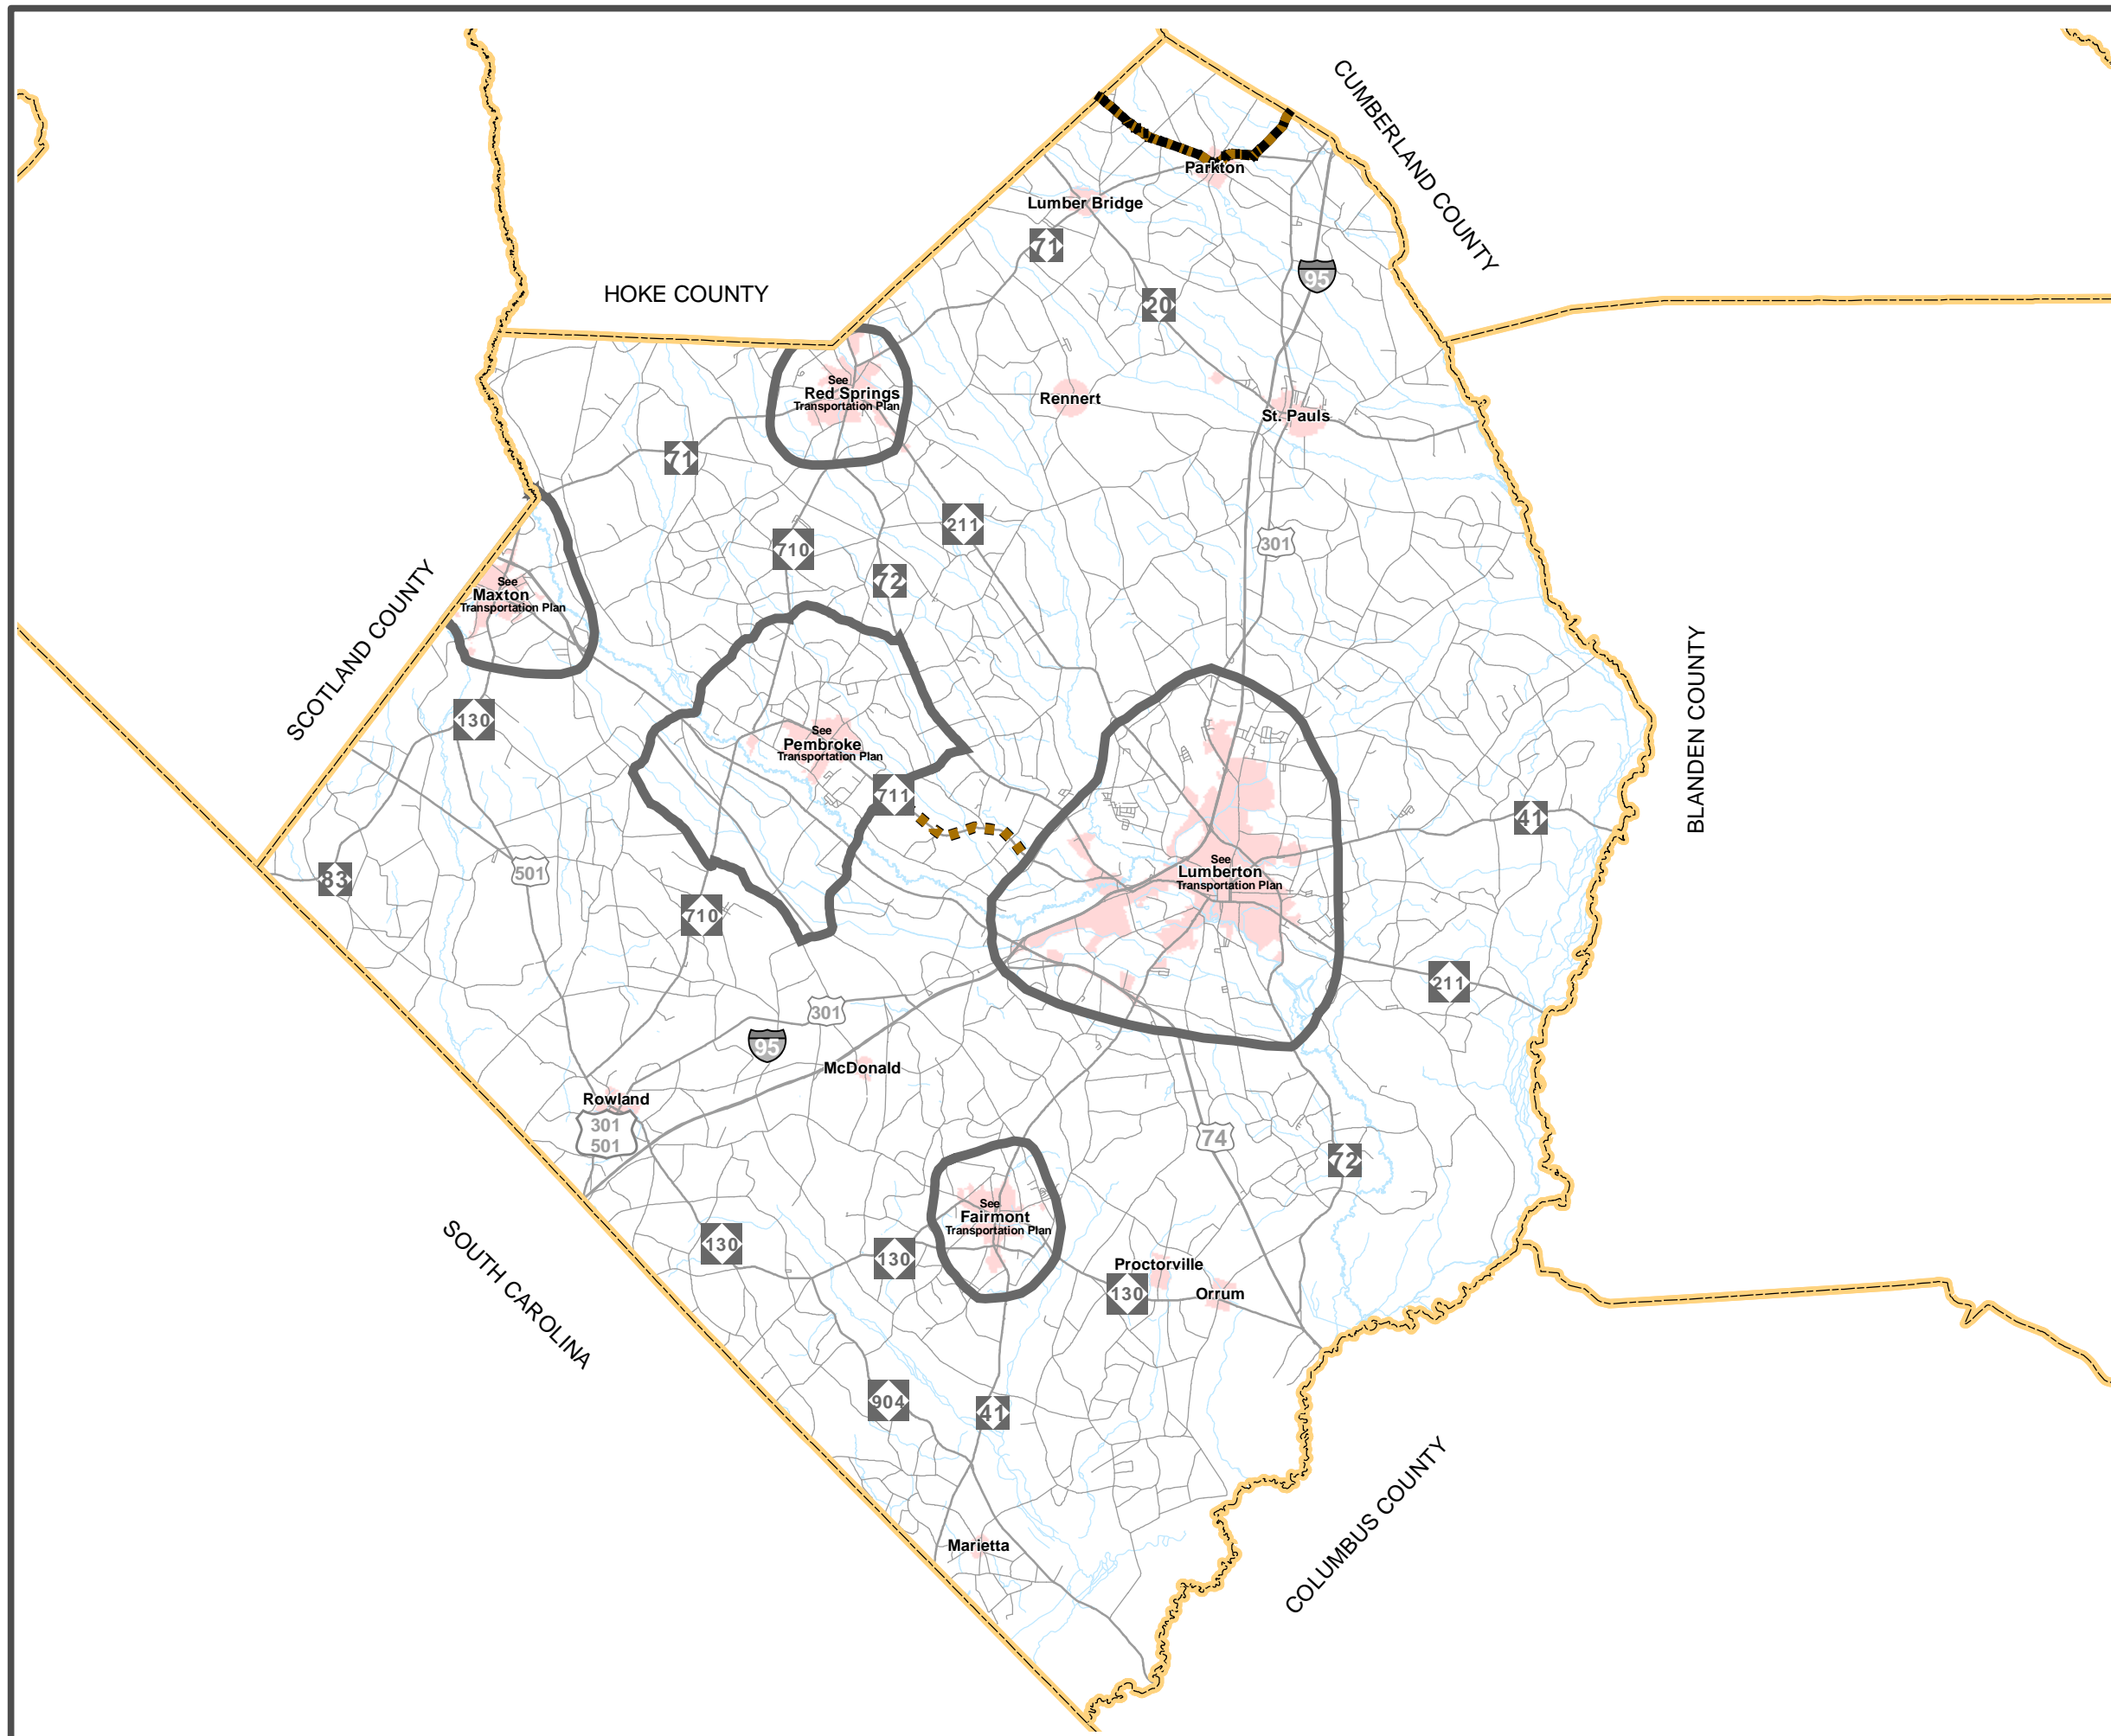 CUMBERLAND COUNTY
Parkton
Lumber Bridge
71
95
HOKE COUNTY
20
See
Red Springs
Transportation Plan
Rennert
St. Pauls
71
211
710
301
72
SCOTLAND COUNTY
See
Maxton
Transportation Plan
BLANDEN COUNTY
130
See
Pembroke
Transportation Plan
711
41
83
501
See
Lumberton
Transportation Plan
710
211
301
95
McDonald
Rowland
301
501
74
72
See
Fairmont
Transportation Plan
SOUTH CAROLINA
130
130
Proctorville
130
Orrum
904
41
COLUMBUS COUNTY
Marietta